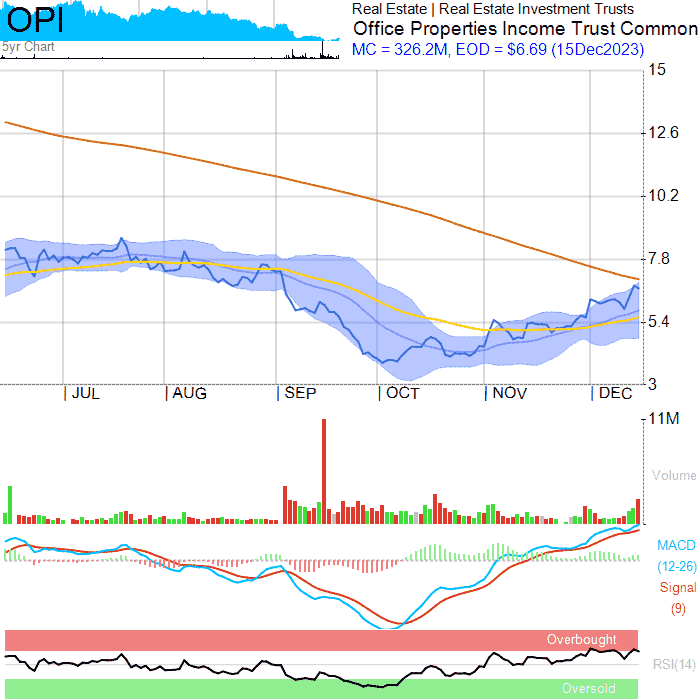 OPI
5yr Chart
Real Estate | Real Estate Investment Trusts
Office Properties Income Trust Common
MC = 326.2M, EOD = $6.69 (15Dec2023)
15
12.6
10.2
7.8
5.4
3
| JUL | AUG | SEP | OCT | NOV | DEC
11M
Volume
MACD
(12-26)
Signal
(9)
Overbought
RSI(14)
Oversold